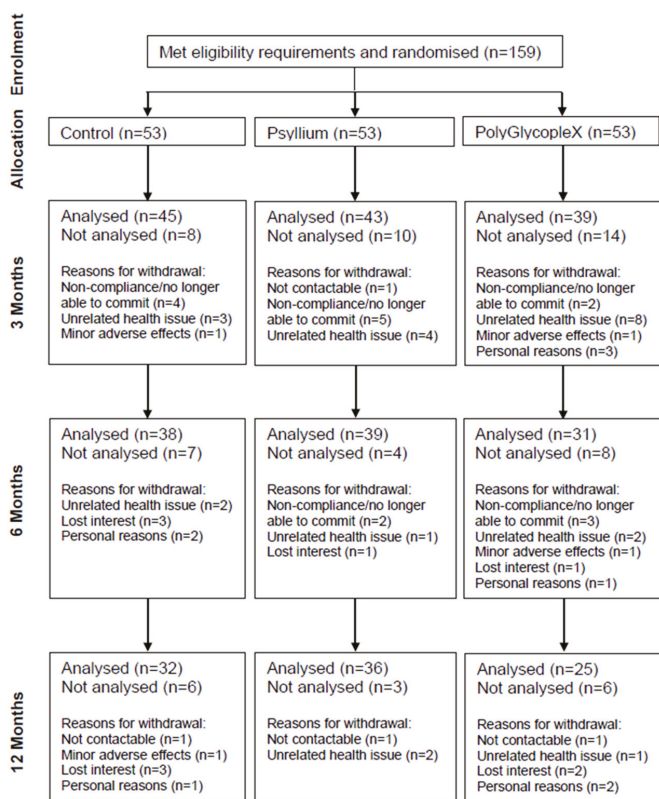 Enrolment
Met eligibility requirements and randomised (n=159)
Allocation
Control (n=53)
Psyllium (n=53)
PolyGlycopleX (n=53)
3 Months
Analysed (n=45)
Not analysed (n=8)
Reasons for withdrawal:
Non-compliance/no longer
able to commit (n=4)
Unrelated health issue (n=3)
Minor adverse effects (n=1)
Analysed (n=43)
Not analysed (n=10)
Reasons for withdrawal:
Not contactable (n=1)
Non-compliance/no longer
able to commit (n=5)
Unrelated health issue (n=4)
Analysed (n=39)
Not analysed (n=14)
Reasons for withdrawal:
Non-compliance/no longer
able to commit (n=2)
Unrelated health issue (n=8)
Minor adverse effects (n=1)
Personal reasons (n=3)
6 Months
Analysed (n=38)
Not analysed (n=7)
Reasons for withdrawal:
Unrelated health issue (n=2)
Lost interest (n=3)
Personal reasons (n=2)
Analysed (n=39)
Not analysed (n=4)
Reasons for withdrawal:
Non-compliance/no longer
able to commit (n=2)
Unrelated health issue (n=1)
Lost interest (n=1)
Analysed (n=31)
Not analysed (n=8)
Reasons for withdrawal:
Non-compliance/no longer
able to commit (n=3)
Unrelated health issue (n=2)
Minor adverse effects (n=1)
Lost interest (n=1)
Personal reasons (n=1)
12 Months
Analysed (n=32)
Not analysed (n=6)
Reasons for withdrawal:
Not contactable (n=1)
Minor adverse effects (n=1)
Lost interest (n=3)
Personal reasons (n=1)
Analysed (n=36)
Not analysed (n=3)
Reasons for withdrawal:
Not contactable (n=1)
Unrelated health issue (n=2)
Analysed (n=25)
Not analysed (n=6)
Reasons for withdrawal:
Not contactable (n=1)
Unrelated health issue (n=1)
Lost interest (n=2)
Personal reasons (n=2)